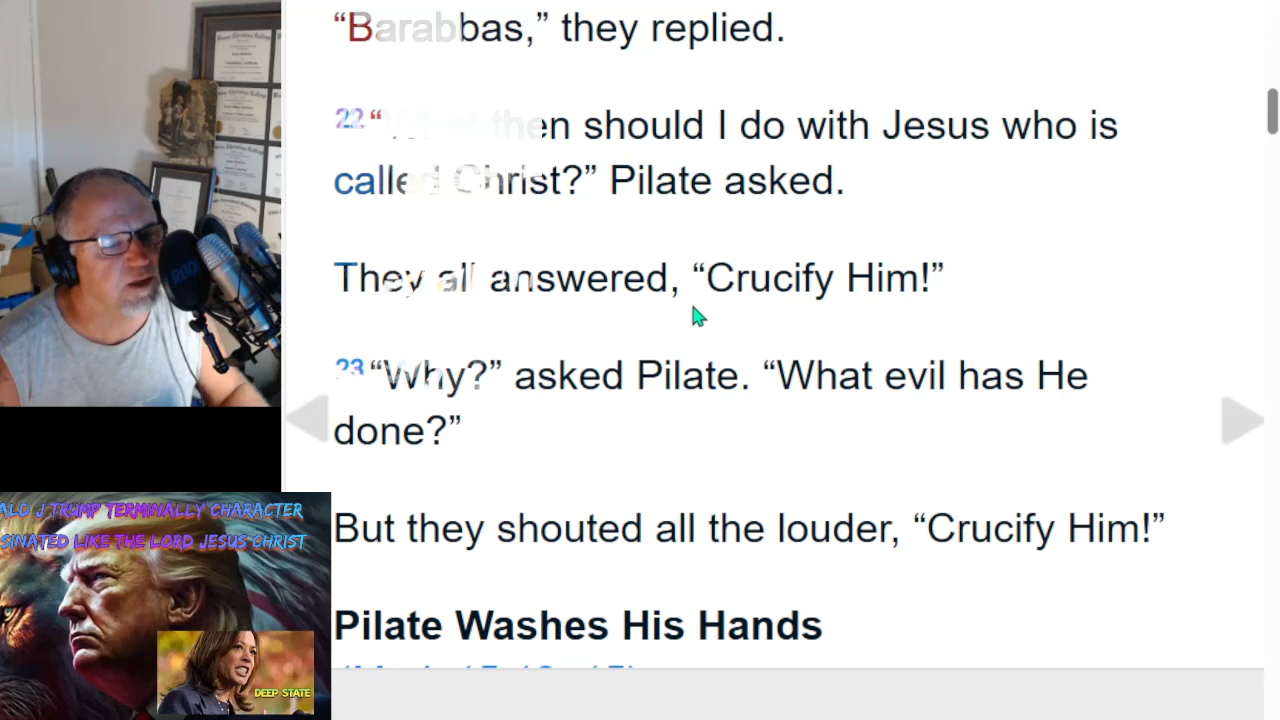 “Barabbas,” they replied.
22 “What then should I do with Jesus who is
called Christ?” Pilate asked.
They all answered, “Crucify Him!”
23 “Why?” asked Pilate. “What evil has He
done?”
But they shouted all the louder, “Crucify Him!”
Pilate Washes His Hands
ALD J TRUMP TERMINALLY CHARACTER
SINATED LIKE THE LORD JESUS CHRIST
DEEP STATE